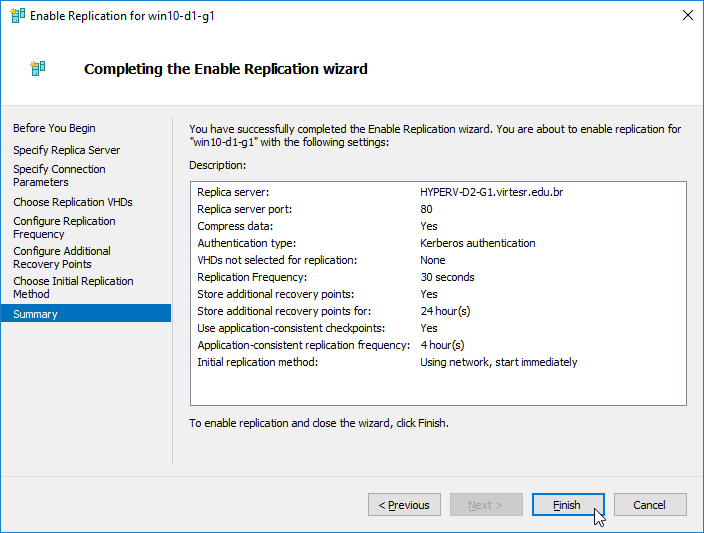 Enable Replication for win10-d1-g1
Completing the Enable Replication wizard
Before You Begin
Specify Replica Server
Specify Connection
Parameters
Choose Replication VHDs
Configure Replication
Frequency
Configure Additional
Recovery Points
Choose Initial Replication
Method
Summary
You have successfully completed the Enable Replication wizard. You are about to enable replication for
"win10-d1-g1" with the following settings:
Description:
Replica server: HYPERV-D2-G1.virtesr.edu.br
Replica server port: 80
Compress data: Yes
Authentication type: Kerberos authentication
VHDs not selected for replication: None
Replication Frequency: 30 seconds
Store additional recovery points: Yes
Store additional recovery points for: 24 hour(s)
Use application-consistent checkpoints: Yes
Application-consistent replication frequency: 4 hour(s)
Initial replication method: Using network, start immediately
To enable replication and close the wizard, click Finish.
< Previous Next > Finish Cancel